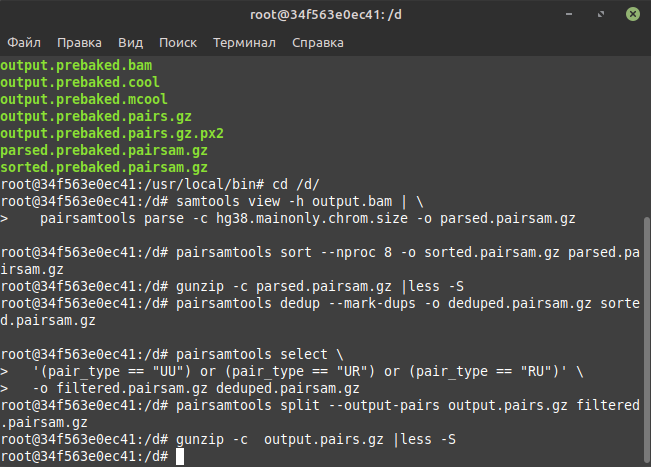 root@34f563e0ec41: /d
Файл Правка Вид Поиск Терминал Справка
output.prebaked.bam
output.prebaked.cool
output.prebaked.mcool
output.prebaked.pairs.gz
output.prebaked.pairs.gz.px2
parsed.prebaked.pairsam.gz
sorted.prebaked.pairsam.gz
root@34f563e0ec41:/usr/local/bin# cd /d/
root@34f563e0ec41:/d# samtools view -h output.bam | \
>    pairsamtools parse -c hg38.mainonly.chrom.size -o parsed.pairsam.gz
root@34f563e0ec41:/d# pairsamtools sort --nproc 8 -o sorted.pairsam.gz parsed.pa
irsam.gz
root@34f563e0ec41:/d# gunzip -c parsed.pairsam.gz |less -S
root@34f563e0ec41:/d# pairsamtools dedup --mark-dups -o deduped.pairsam.gz sorte
d.pairsam.gz
root@34f563e0ec41:/d# pairsamtools select \
>   '(pair_type == "UU") or (pair_type == "UR") or (pair_type == "RU")' \
>   -o filtered.pairsam.gz deduped.pairsam.gz
root@34f563e0ec41:/d# pairsamtools split --output-pairs output.pairs.gz filtered
.pairsam.gz
root@34f563e0ec41:/d# gunzip -c  output.pairs.gz |less -S
root@34f563e0ec41:/d#